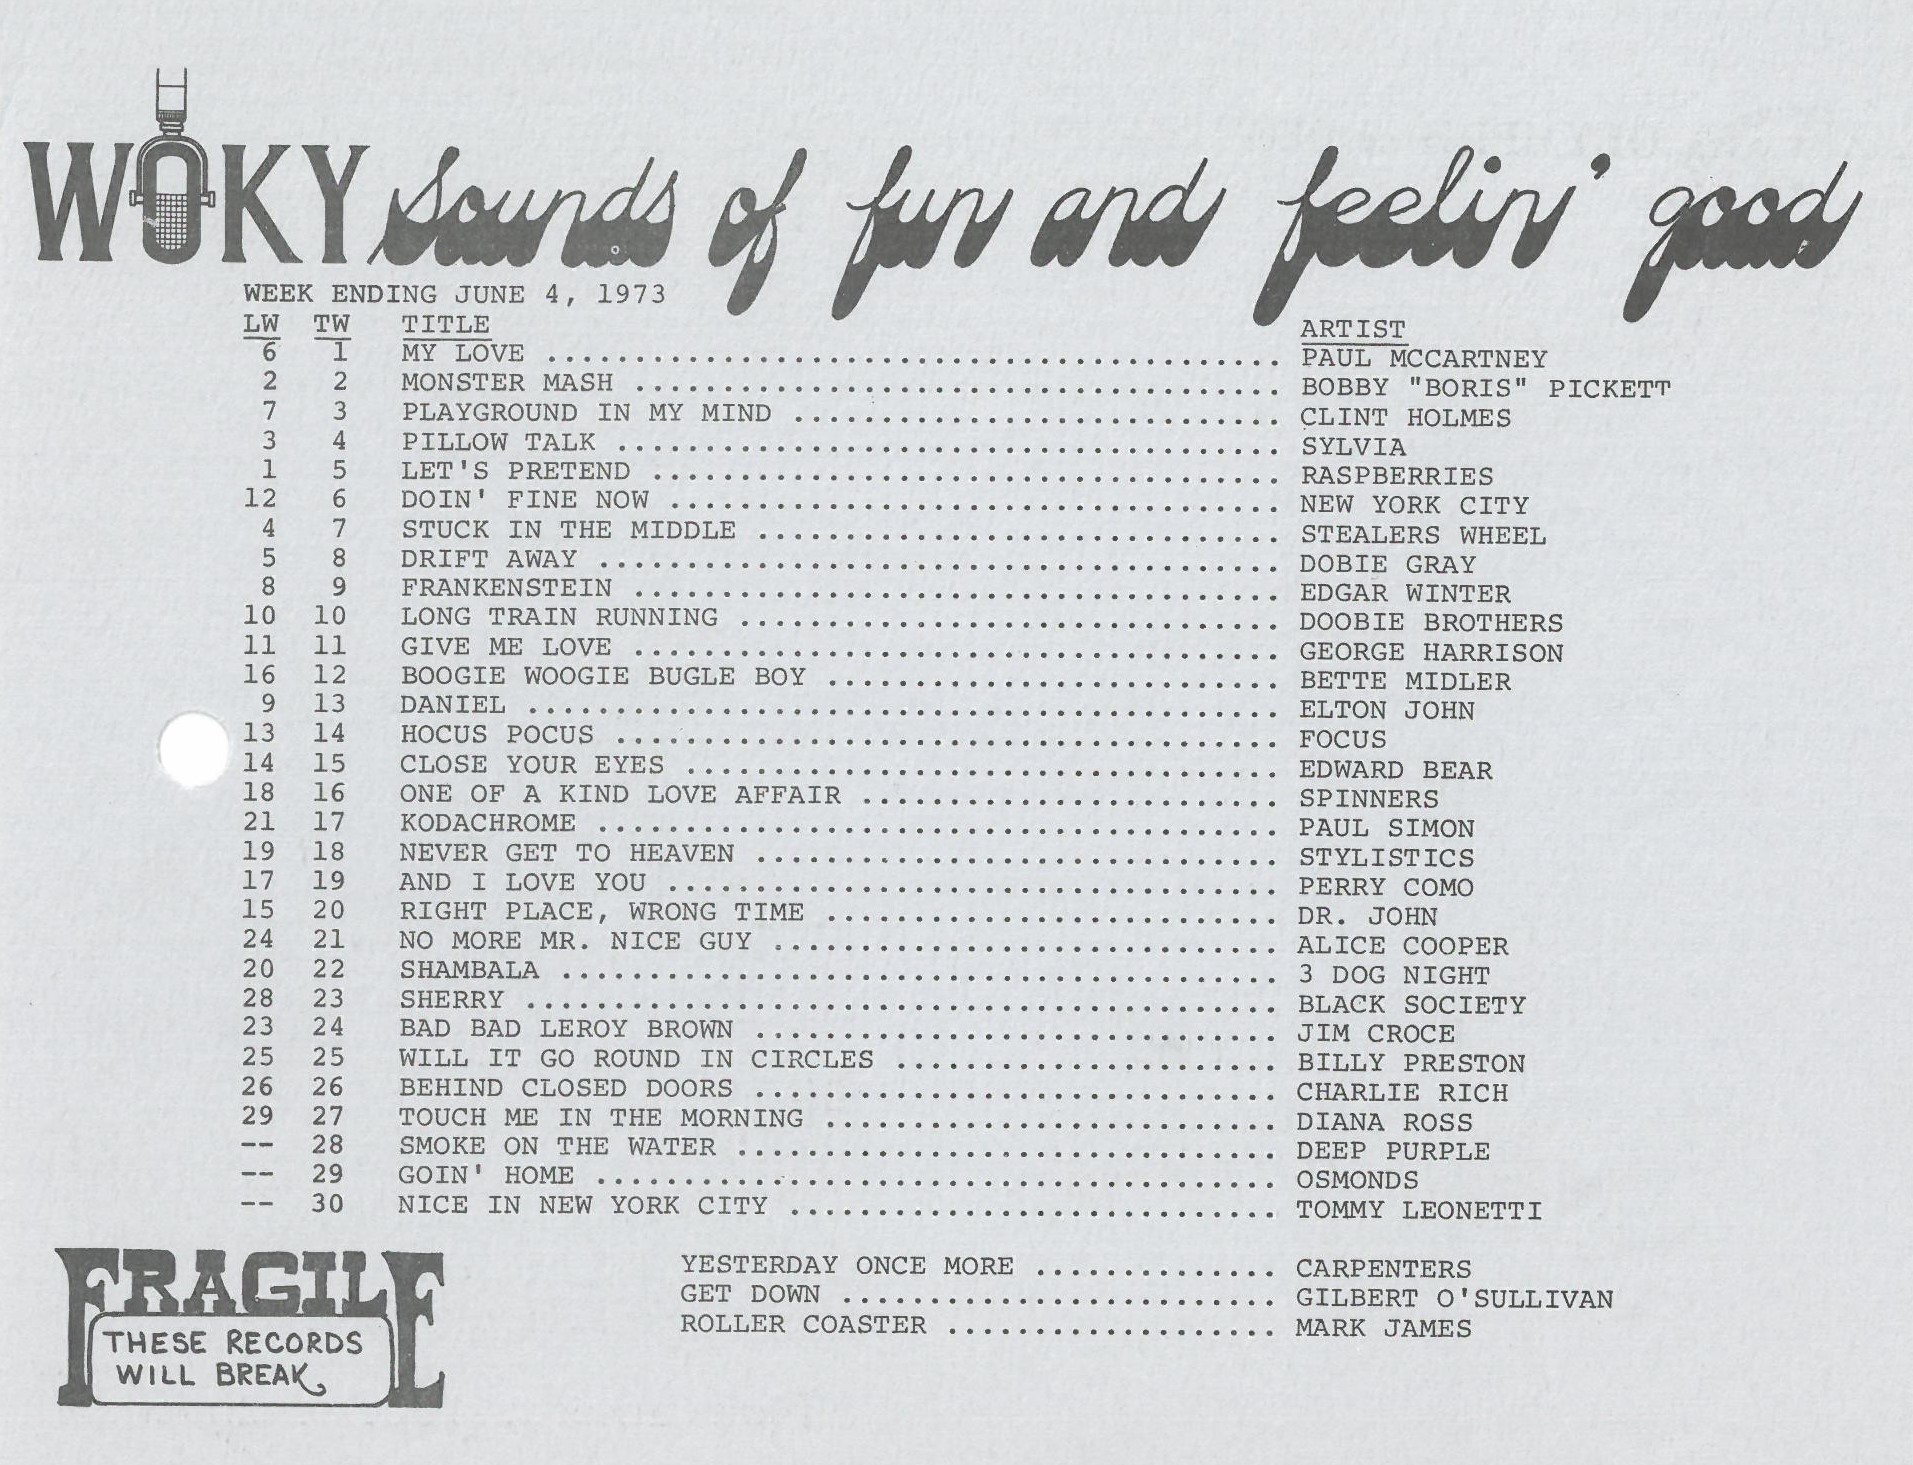 WOKY sounds of fun and feelin' good
WEEK ENDING JUNE 4, 1973
LW TW TITLE ARTIST
6 1 MY LOVE .......................................... PAUL MCCARTNEY
2 2 MONSTER MASH ..................................... BOBBY "BORIS" PICKETT
7 3 PLAYGROUND IN MY MIND ............................ CLINT HOLMES
3 4 PILLOW TALK ...................................... SYLVIA
1 5 LET'S PRETEND .................................... RASPBERRIES
12 6 DOIN' FINE NOW ................................... NEW YORK CITY
4 7 STUCK IN THE MIDDLE .............................. STEALERS WHEEL
5 8 DRIFT AWAY ....................................... DOBIE GRAY
8 9 FRANKENSTEIN ..................................... EDGAR WINTER
10 10 LONG TRAIN RUNNING ............................... DOOBIE BROTHERS
11 11 GIVE ME LOVE ..................................... GEORGE HARRISON
16 12 BOOGIE WOOGIE BUGLE BOY .......................... BETTE MIDLER
9 13 DANIEL ........................................... ELTON JOHN
13 14 HOCUS POCUS ...................................... FOCUS
14 15 CLOSE YOUR EYES .................................. EDWARD BEAR
18 16 ONE OF A KIND LOVE AFFAIR ........................ SPINNERS
21 17 KODACHROME ....................................... PAUL SIMON
19 18 NEVER GET TO HEAVEN .............................. STYLISTICS
17 19 AND I LOVE YOU ................................... PERRY COMO
15 20 RIGHT PLACE, WRONG TIME .......................... DR. JOHN
24 21 NO MORE MR. NICE GUY ............................. ALICE COOPER
20 22 SHAMBALA ......................................... 3 DOG NIGHT
28 23 SHERRY ........................................... BLACK SOCIETY
23 24 BAD BAD LEROY BROWN .............................. JIM CROCE
25 25 WILL IT GO ROUND IN CIRCLES ...................... BILLY PRESTON
26 26 BEHIND CLOSED DOORS .............................. CHARLIE RICH
29 27 TOUCH ME IN THE MORNING .......................... DIANA ROSS
-- 28 SMOKE ON THE WATER ............................... DEEP PURPLE
-- 29 GOIN' HOME ....................................... OSMONDS
-- 30 NICE IN NEW YORK CITY ............................ TOMMY LEONETTI
YESTERDAY ONCE MORE .............. CARPENTERS
GET DOWN ......................... GILBERT O'SULLIVAN
ROLLER COASTER ................... MARK JAMES
FRAGILE
THESE RECORDS
WILL BREAK